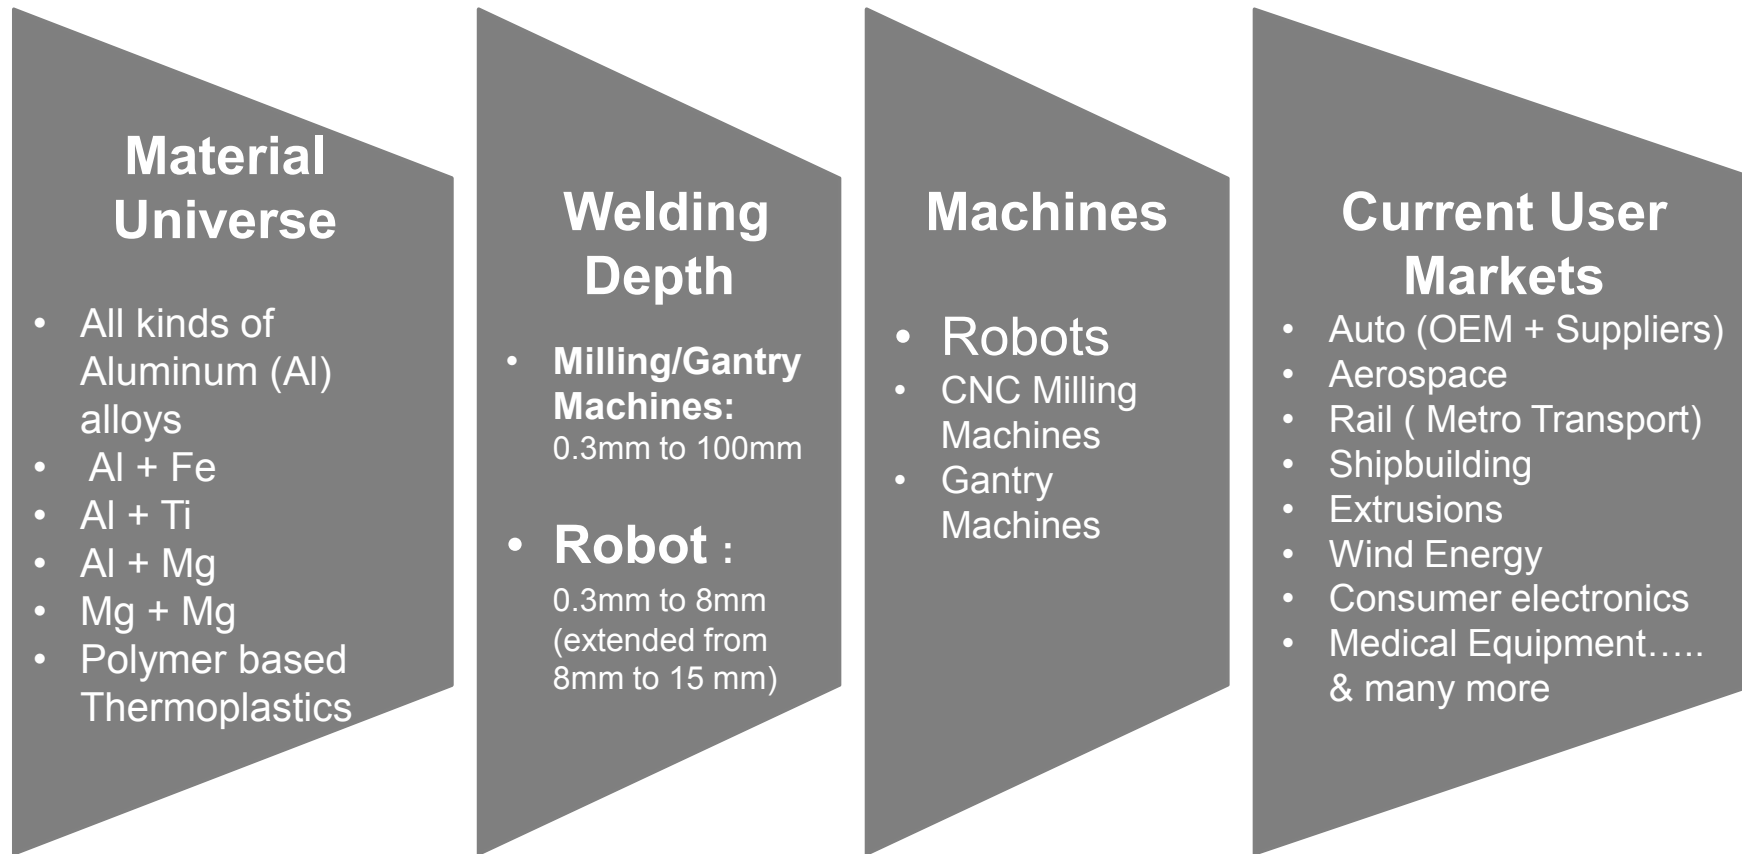 Material
Universe
• All kinds of
Aluminum (Al)
alloys
• Al + Fe
• Al + Ti
• Al + Mg
• Mg + Mg
• Polymer based
Thermoplastics
Welding
Depth
• Milling/Gantry
Machines:
0.3mm to 100mm
• Robot :
0.3mm to 8mm
(extended from
8mm to 15 mm)
Machines
• Robots
• CNC Milling
Machines
• Gantry
Machines
Current User
Markets
• Auto (OEM + Suppliers)
• Aerospace
• Rail ( Metro Transport)
• Shipbuilding
• Extrusions
• Wind Energy
• Consumer electronics
• Medical Equipment…..
& many more